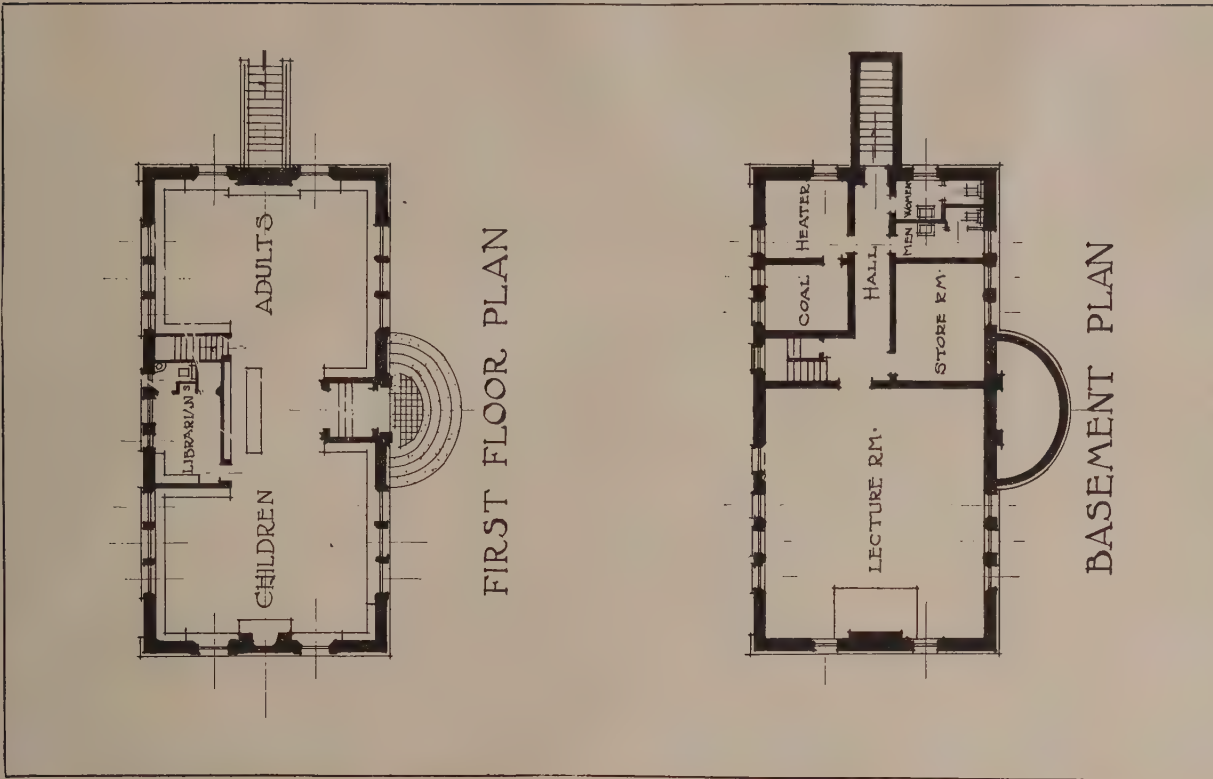 CHILDREN
ADULTS
LIBRARIAN'S
FIRST FLOOR PLAN
LECTURE RM.
COAL
HEATER
HALL
STORE RM.
MEN
WOMEN
BASEMENT PLAN